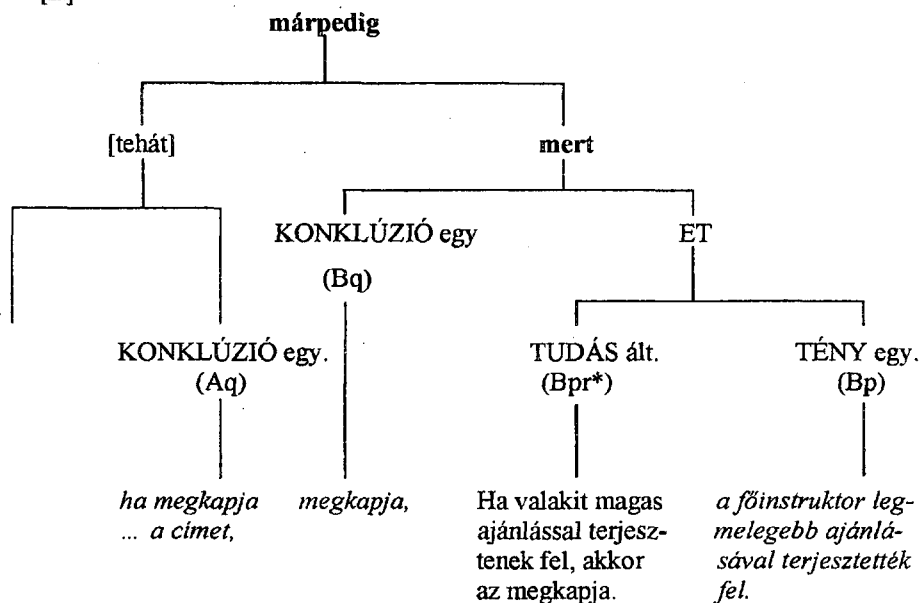 márpedig
[tehát] mert
KONKLÚZIÓ egy ET
(Bq)
KONKLÚZIÓ egy. TUDÁS ált. TÉNY egy.
(Aq) (Bpr*) (Bp)
ha megkapja megkapja, Ha valakit magas a főinstruktor leg-
... a címet, ajánlással terjesz- melegebb ajánlá-
tenek fel, akkor sával terjesztették
az megkapja. fel.